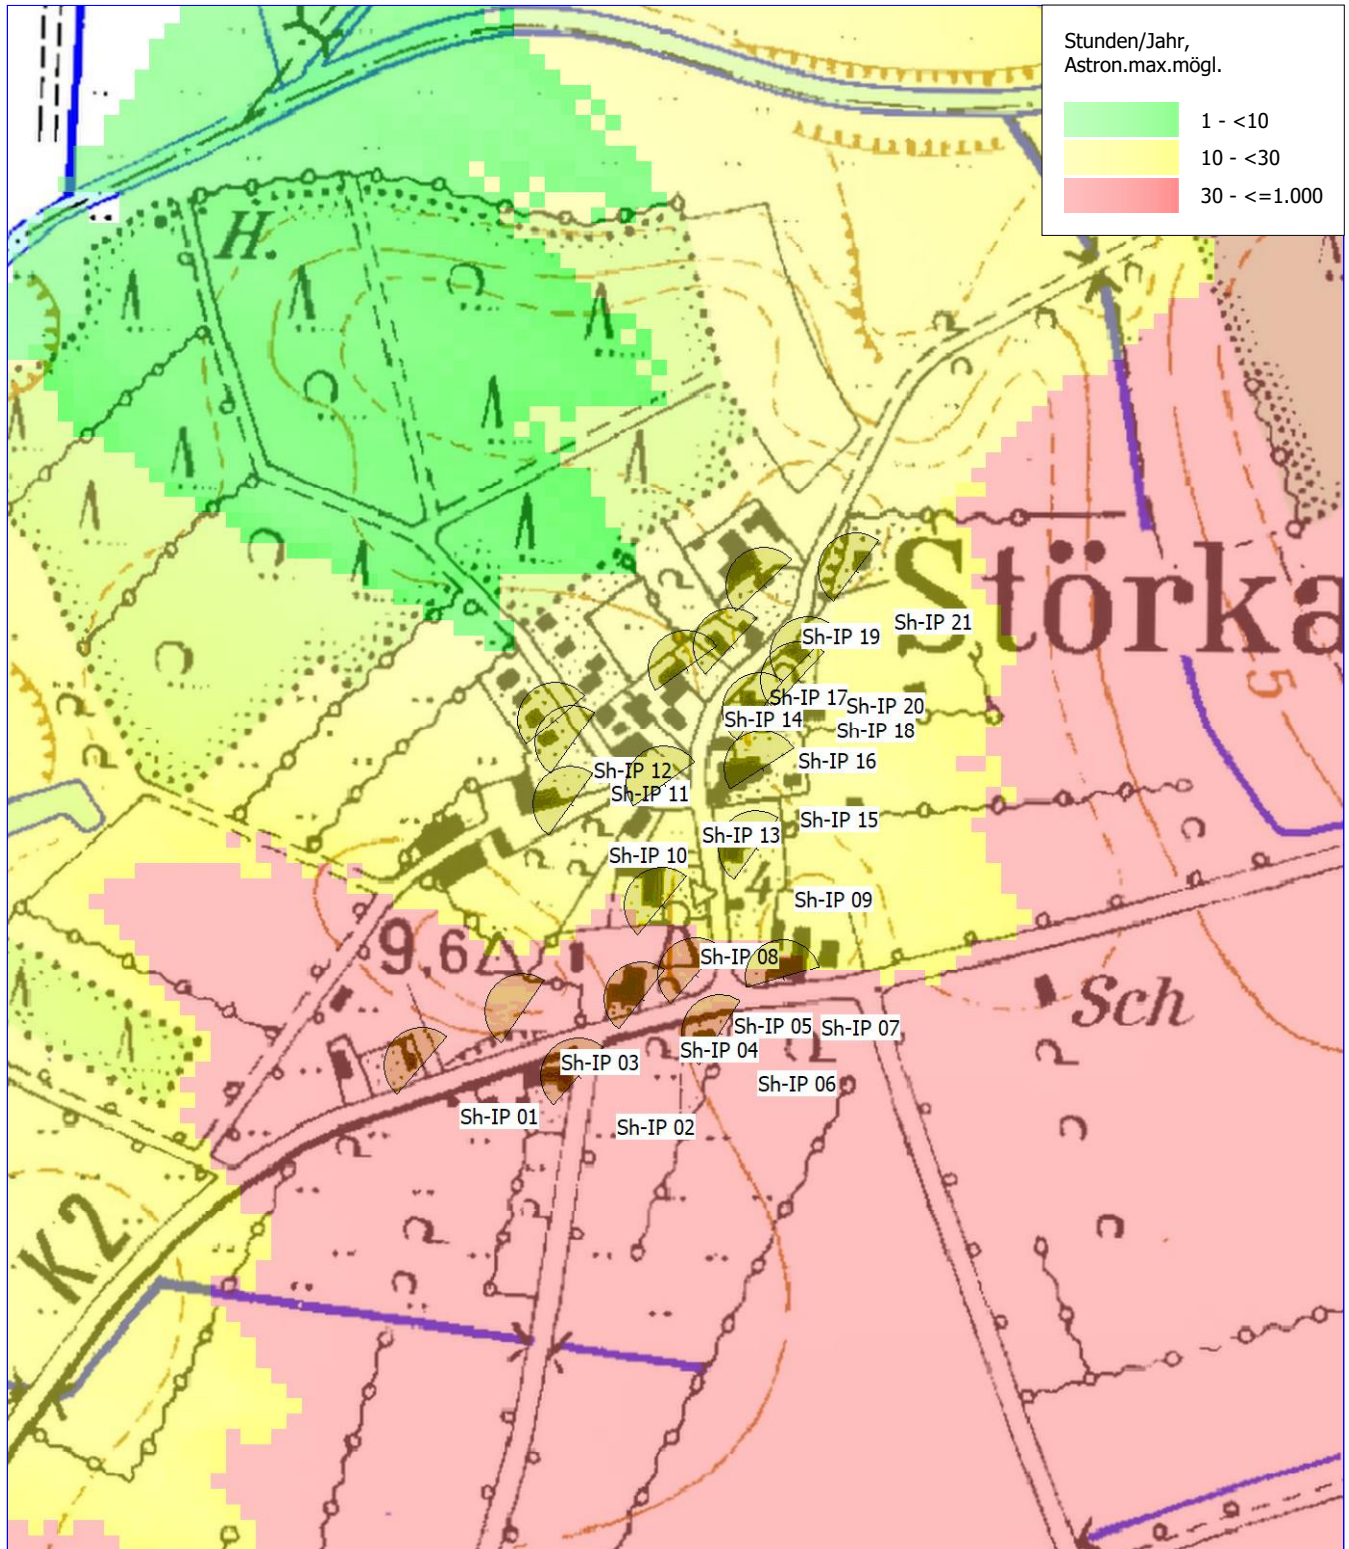 Stunden/Jahr,
Astron.max.mögl.
1 - <10
10 - <30
30 - <=1.000
H.
Störka
5
Sh-IP 21
Sh-IP 19
Sh-IP 17
Sh-IP 20
Sh-IP 14
Sh-IP 18
Sh-IP 16
Sh-IP 12
Sh-IP 11
Sh-IP 15
Sh-IP 13
Sh-IP 10
4
Sh-IP 09
9,6
Sh-IP 08
Sch
Sh-IP 05
Sh-IP 07
Sh-IP 04
Sh-IP 03
Sh-IP 06
Sh-IP 01
Sh-IP 02
K2